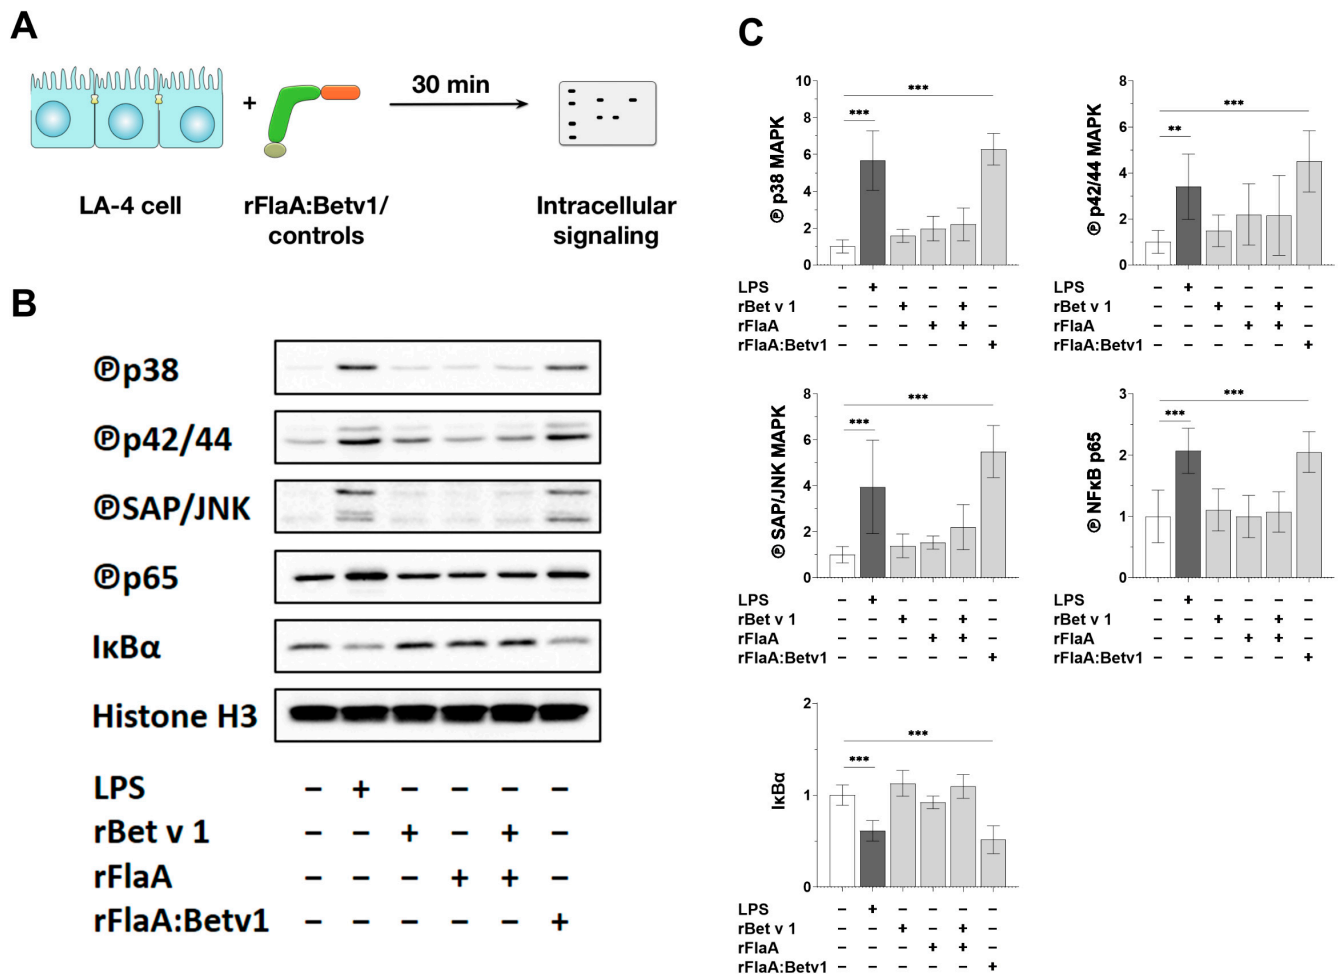 A
+
30 min
LA-4 cell
rFlaA:Betv1/
controls
Intracellular
signaling
B
Ⓟp38
Ⓟp42/44
ⓅSAP/JNK
Ⓟp65
IκBα
Histone H3
LPS − + − − − −
rBet v 1 − − + − + −
rFlaA − − − + + −
rFlaA:Betv1 − − − − − +
C
Ⓟ p38 MAPK
10
8
6
4
2
0
***
***
LPS − + − − − −
rBet v 1 − − + − + −
rFlaA − − − + + −
rFlaA:Betv1 − − − − − +
Ⓟ p42/44 MAPK
8
6
4
2
0
***
**
LPS − + − − − −
rBet v 1 − − + − + −
rFlaA − − − + + −
rFlaA:Betv1 − − − − − +
Ⓟ SAP/JNK MAPK
8
6
4
2
0
***
***
LPS − + − − − −
rBet v 1 − − + − + −
rFlaA − − − + + −
rFlaA:Betv1 − − − − − +
Ⓟ NFκB p65
3
2
1
0
***
***
LPS − + − − − −
rBet v 1 − − + − + −
rFlaA − − − + + −
rFlaA:Betv1 − − − − − +
IκBα
2
1
0
***
***
LPS − + − − − −
rBet v 1 − − + − + −
rFlaA − − − + + −
rFlaA:Betv1 − − − − − +